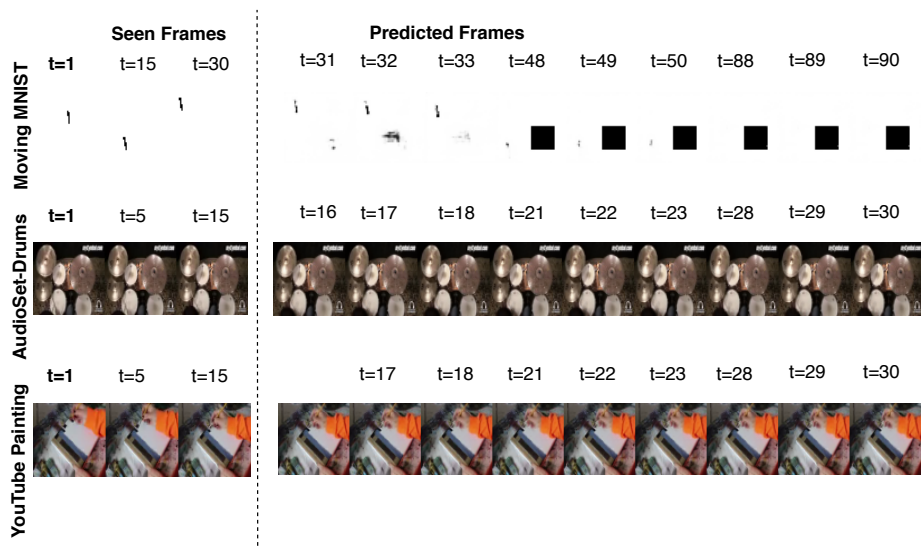 Seen Frames
Predicted Frames
Moving MNIST
t=1 t=15 t=30 t=31 t=32 t=33 t=48 t=49 t=50 t=88 t=89 t=90
AudioSet-Drums
t=1 t=5 t=15 t=16 t=17 t=18 t=21 t=22 t=23 t=28 t=29 t=30
YouTube Painting
t=1 t=5 t=15 t=17 t=18 t=21 t=22 t=23 t=28 t=29 t=30